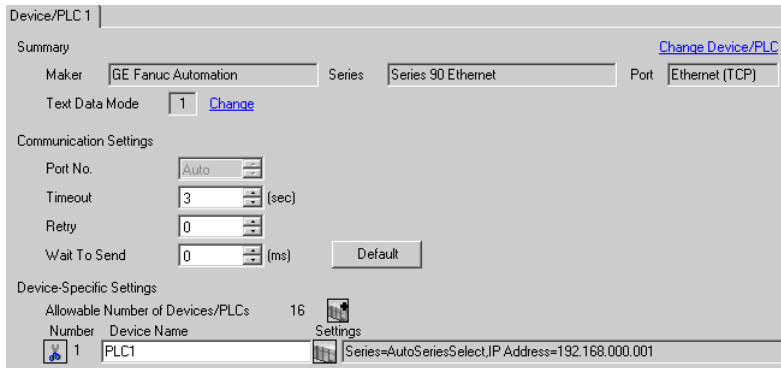 Device/PLC 1
Summary Change Device/PLC
Maker GE Fanuc Automation Series Series 90 Ethernet Port Ethernet (TCP)
Text Data Mode 1 Change
Communication Settings
Port No. Auto
Timeout 3 (sec)
Retry 0
Wait To Send 0 (ms) Default
Device-Specific Settings
Allowable Number of Devices/PLCs 16
Number Device Name Settings
1 PLC1 Series=AutoSeriesSelect,IP Address=192.168.000.001